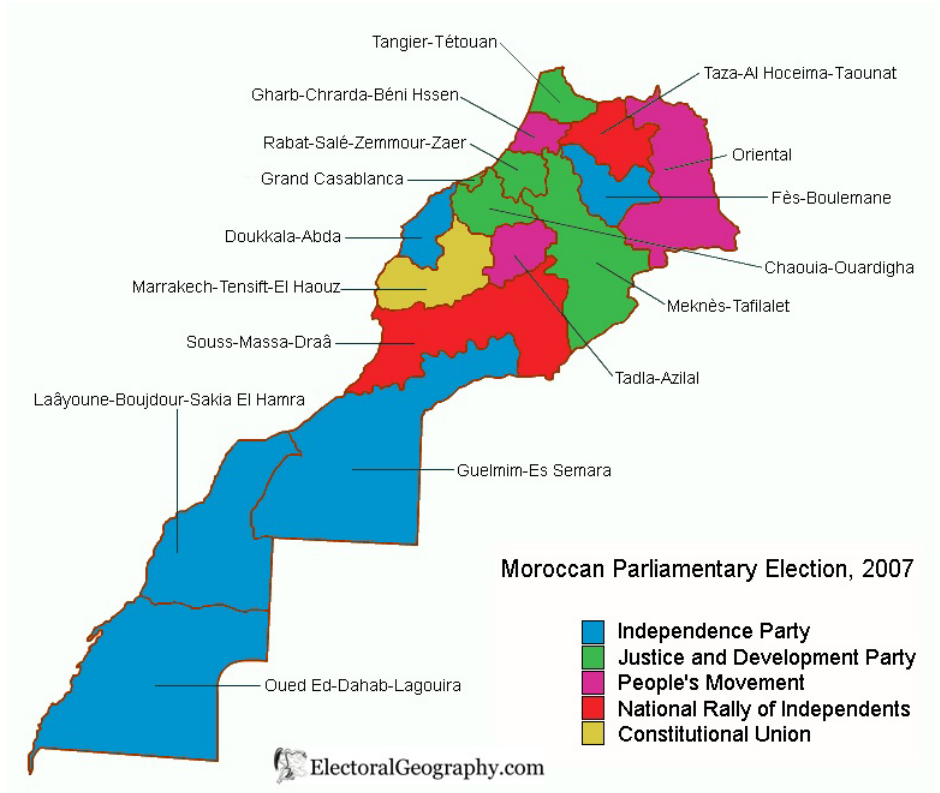 Tangier-Tétouan
Taza-Al Hoceima-Taounat
Gharb-Chrarda-Béni Hssen
Rabat-Salé-Zemmour-Zaer
Oriental
Grand Casablanca
Fès-Boulemane
Doukkala-Abda
Chaouia-Ouardigha
Marrakech-Tensift-El Haouz
Meknès-Tafilalet
Souss-Massa-Draâ
Tadla-Azilal
Laâyoune-Boujdour-Sakia El Hamra
Guelmim-Es Semara
Moroccan Parliamentary Election, 2007
Independence Party
Justice and Development Party
People's Movement
National Rally of Independents
Constitutional Union
Oued Ed-Dahab-Lagouira
ElectoralGeography.com